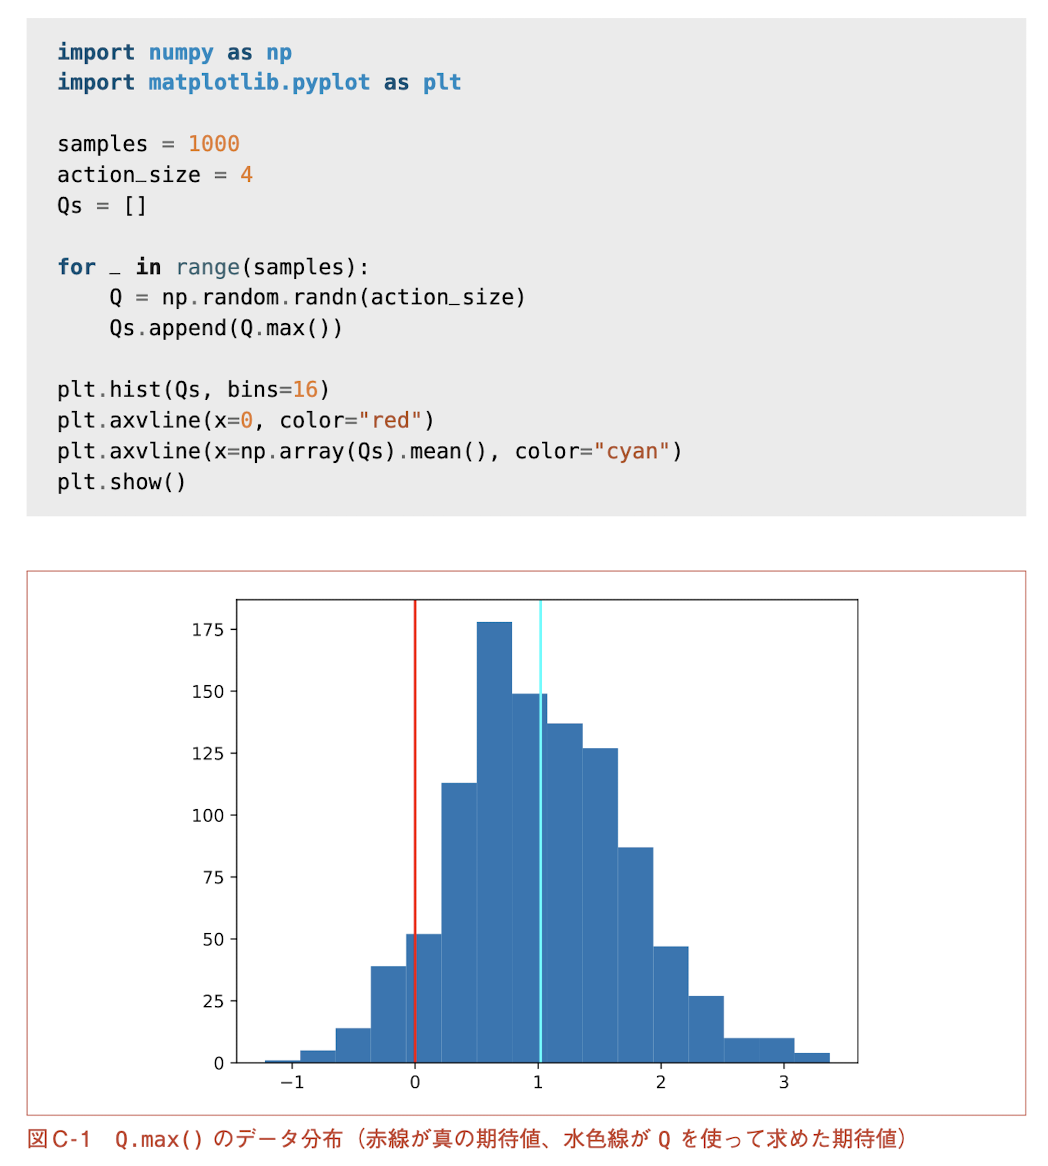 import numpy as np
import matplotlib.pyplot as plt
samples = 1000
action_size = 4
Qs = []
for _ in range(samples):
    Q = np.random.randn(action_size)
    Qs.append(Q.max())
plt.hist(Qs, bins=16)
plt.axvline(x=0, color="red")
plt.axvline(x=np.array(Qs).mean(), color="cyan")
plt.show()
175
150
125
100
75
50
25
0
−1 0 1 2 3
図C-1 Q.max() のデータ分布（赤線が真の期待値、水色線が Q を使って求めた期待値）